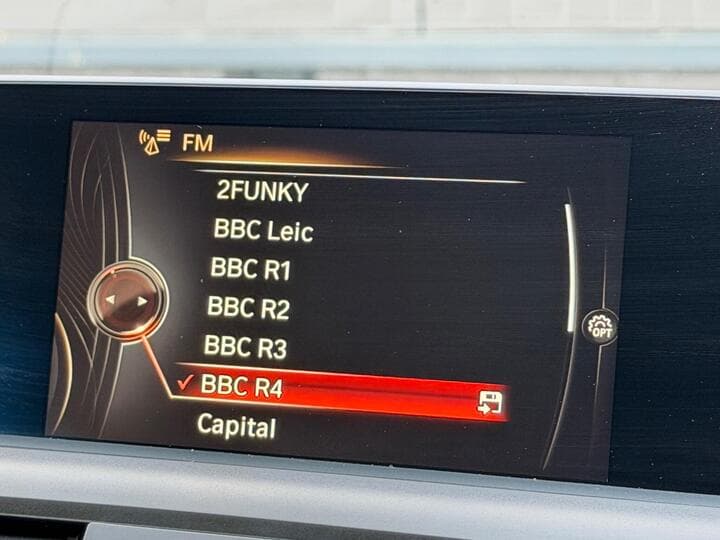 FM
2FUNKY
BBC Leic
BBC R1
BBC R2
BBC R3
BBC R4
OPT
Capital